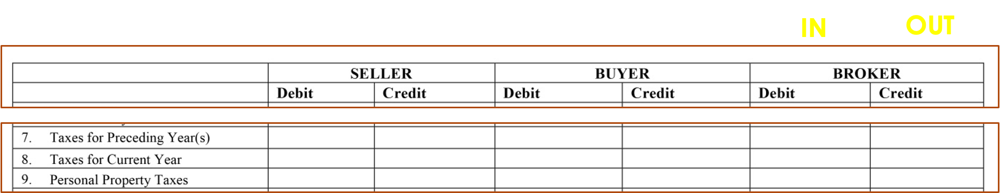 IN OUT
SELLER BUYER BROKER
Debit Credit Debit Credit Debit Credit
7. Taxes for Preceding Year(s)
8. Taxes for Current Year
9. Personal Property Taxes